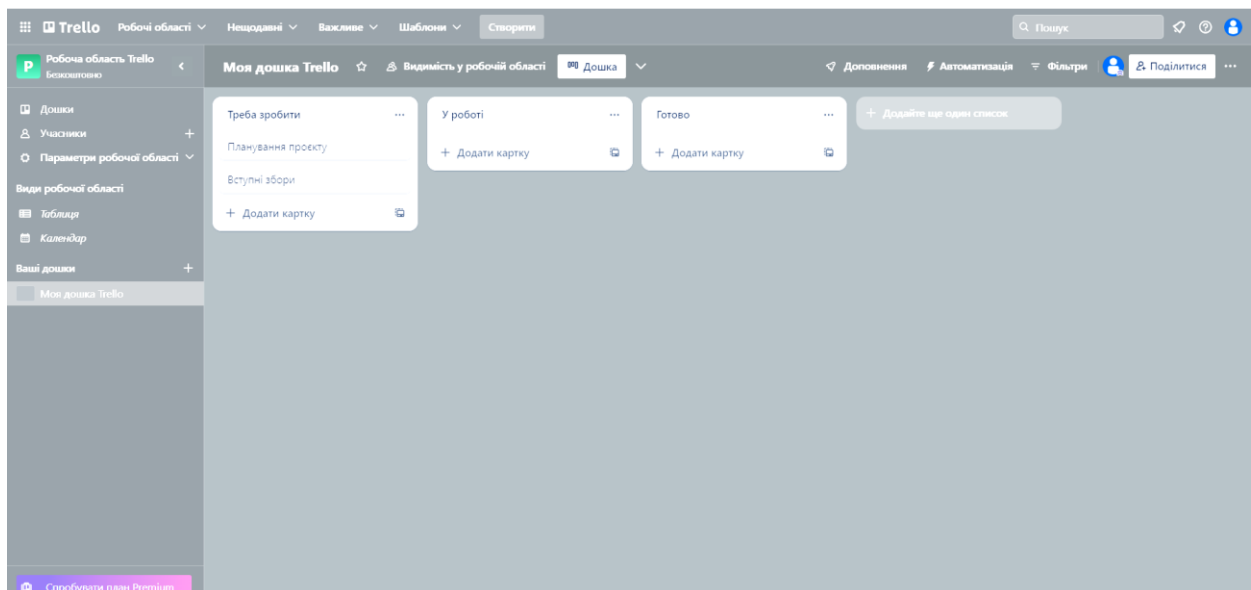 Trello Робочі області Нещодавні Важливе Шаблони Створити Пошук
P Робоча область Trello
Безкоштовно
Моя дошка Trello Видимість у робочій області Дошка Доповнення Автоматизація Фільтри Поділитися
Дошки
Учасники
Параметри робочої області
Види робочої області
Таблиця
Календар
Ваші дошки
Моя дошка Trello
Спробувати план Premium
Треба зробити
Планування проєкту
Вступні збори
+ Додати картку
У роботі
+ Додати картку
Готово
+ Додати картку
+ Додайте ще один список